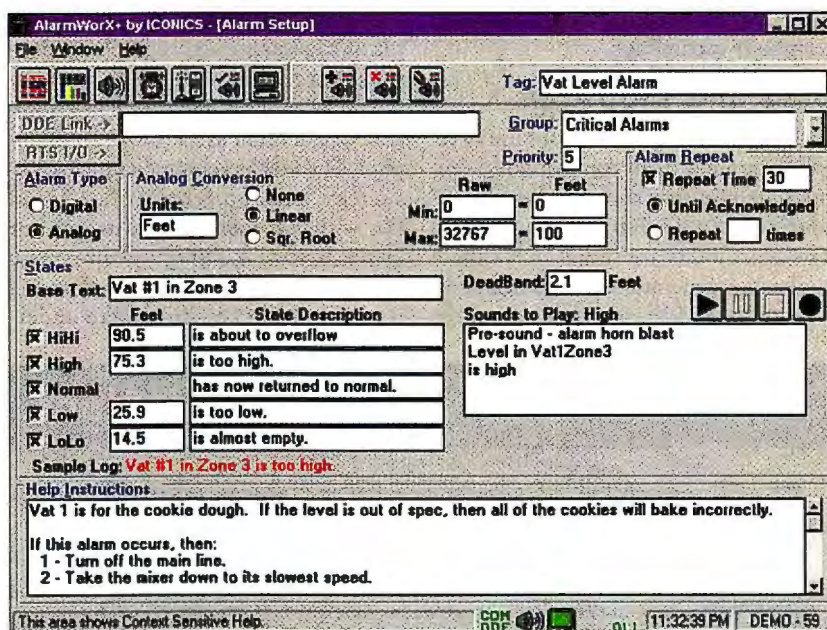 AlarmWorX+ by ICONICS - [Alarm Setup]
File Window Help
Tag: Vat Level Alarm
DDE Link -> Group: Critical Alarms
RTS I/O -> Priority: 5 Alarm Repeat
Alarm Type Analog Conversion Raw Feet Repeat Time 30
Digital Units: None Min: 0 = 0 Until Acknowledged
Analog Feet Linear Max: 32767 = 100 Repeat times
Sqr. Root
States
Base Text: Vat #1 in Zone 3 DeadBand: 2.1 Feet
Feet State Description Sounds to Play: High
HiHi 90.5 is about to overflow Pre-sound - alarm horn blast
High 75.3 is too high. Level in Vat1Zone3
Normal has now returned to normal. is high
Low 25.9 is too low.
LoLo 14.5 is almost empty.
Sample Log: Vat #1 in Zone 3 is too high.
Help Instructions
Vat 1 is for the cookie dough. If the level is out of spec, then all of the cookies will bake incorrectly.
If this alarm occurs, then:
1 - Turn off the main line.
2 - Take the mixer down to its slowest speed.
This area shows Context Sensitive Help. COM DDE 11:32:39 PM DEMO - 59